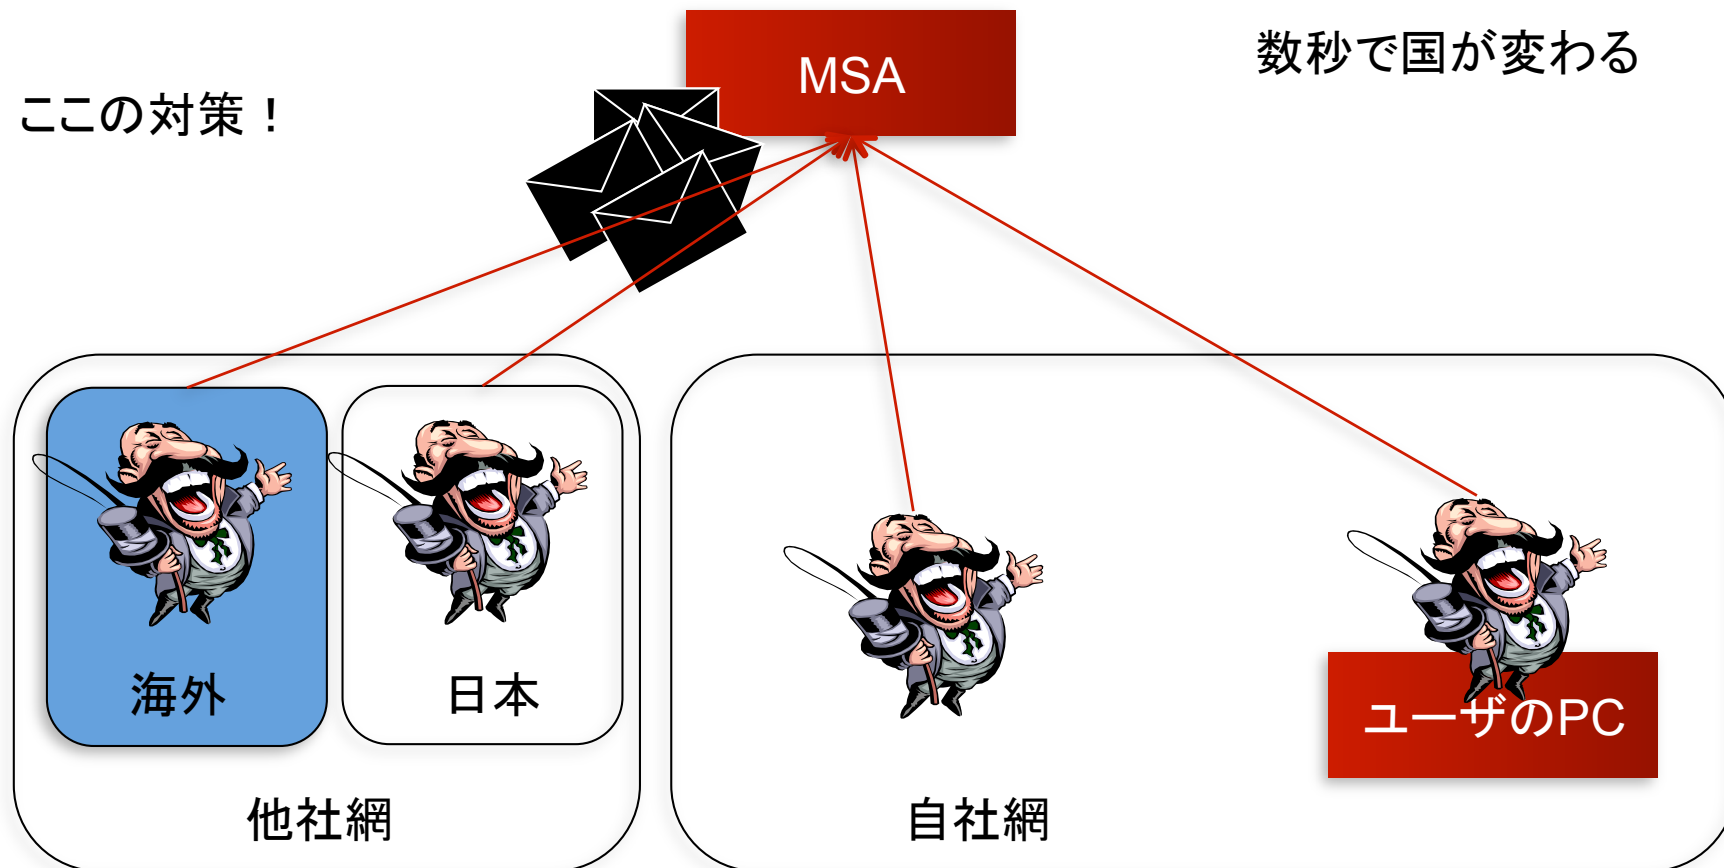 MSA
数秒で国が変わる
ここの対策！
海外
日本
ユーザのPC
他社網
自社網